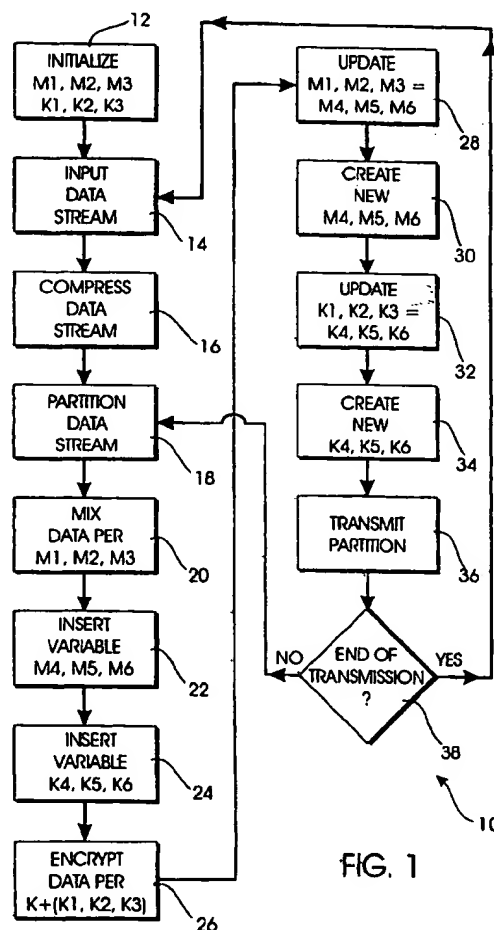 12
INITIALIZE
M1, M2, M3
K1, K2, K3
INPUT
DATA
STREAM
14
COMPRESS
DATA
STREAM
16
PARTITION
DATA
STREAM
18
MIX
DATA PER
M1, M2, M3
20
INSERT
VARIABLE
M4, M5, M6
22
INSERT
VARIABLE
K4, K5, K6
24
ENCRYPT
DATA PER
K+(K1, K2, K3)
26
UPDATE
M1, M2, M3 =
M4, M5, M6
28
CREATE
NEW
M4, M5, M6
30
UPDATE
K1, K2, K3 =
K4, K5, K6
32
CREATE
NEW
K4, K5, K6
34
TRANSMIT
PARTITION
36
NO
END OF
TRANSMISSION
?
YES
38
10
FIG. 1